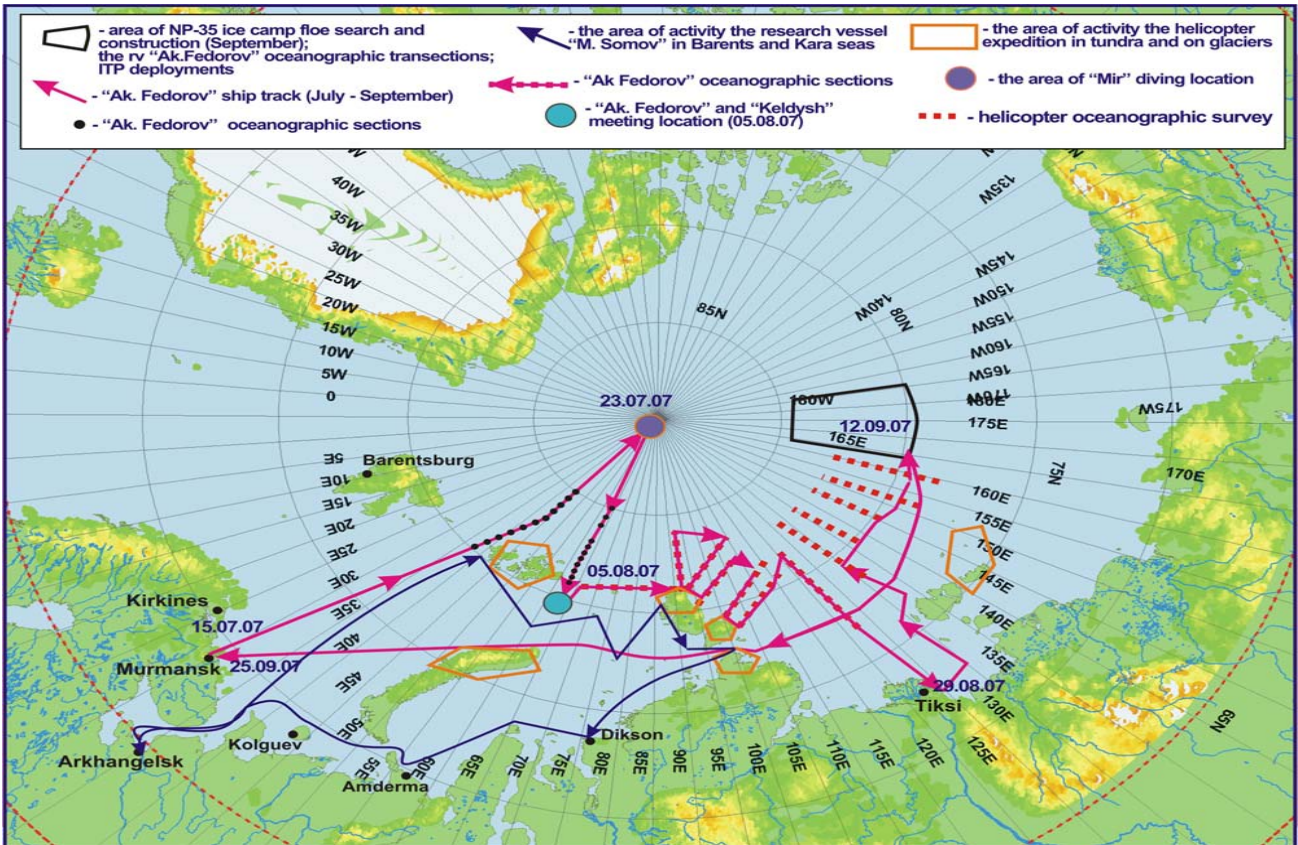 - area of NP-35 ice camp floe search and
construction (September);
the rv "Ak.Fedorov" oceanographic transections;
ITP deployments
- "Ak. Fedorov" ship track (July - September)
- "Ak. Fedorov" oceanographic sections
- the area of activity the research vessel
"M. Somov" in Barents and Kara seas
- "Ak Fedorov" oceanographic sections
- "Ak. Fedorov" and "Keldysh"
meeting location (05.08.07)
- the area of activity the helicopter
expedition in tundra and on glaciers
- the area of "Mir" diving location
- helicopter oceanographic survey
40W
35W
30W
25W
20W
15W
10W
5W
0
5E
10E
15E
20E
25E
30E
35E
40E
45E
50E
55E
60E
65E
70E
75E
80E
85E
90E
95E
100E
105E
110E
115E
120E
125E
130E
135E
140E
145E
150E
155E
160E
165E
170E
175E
180E
180W
175W
170W
165W
160W
155W
150W
145W
140W
135W
85N
80N
75N
65N
23.07.07
12.09.07
Barentsburg
05.08.07
Kirkines
15.07.07
Murmansk
25.09.07
29.08.07
Tiksi
Arkhangelsk
Kolguev
Amderma
Dikson